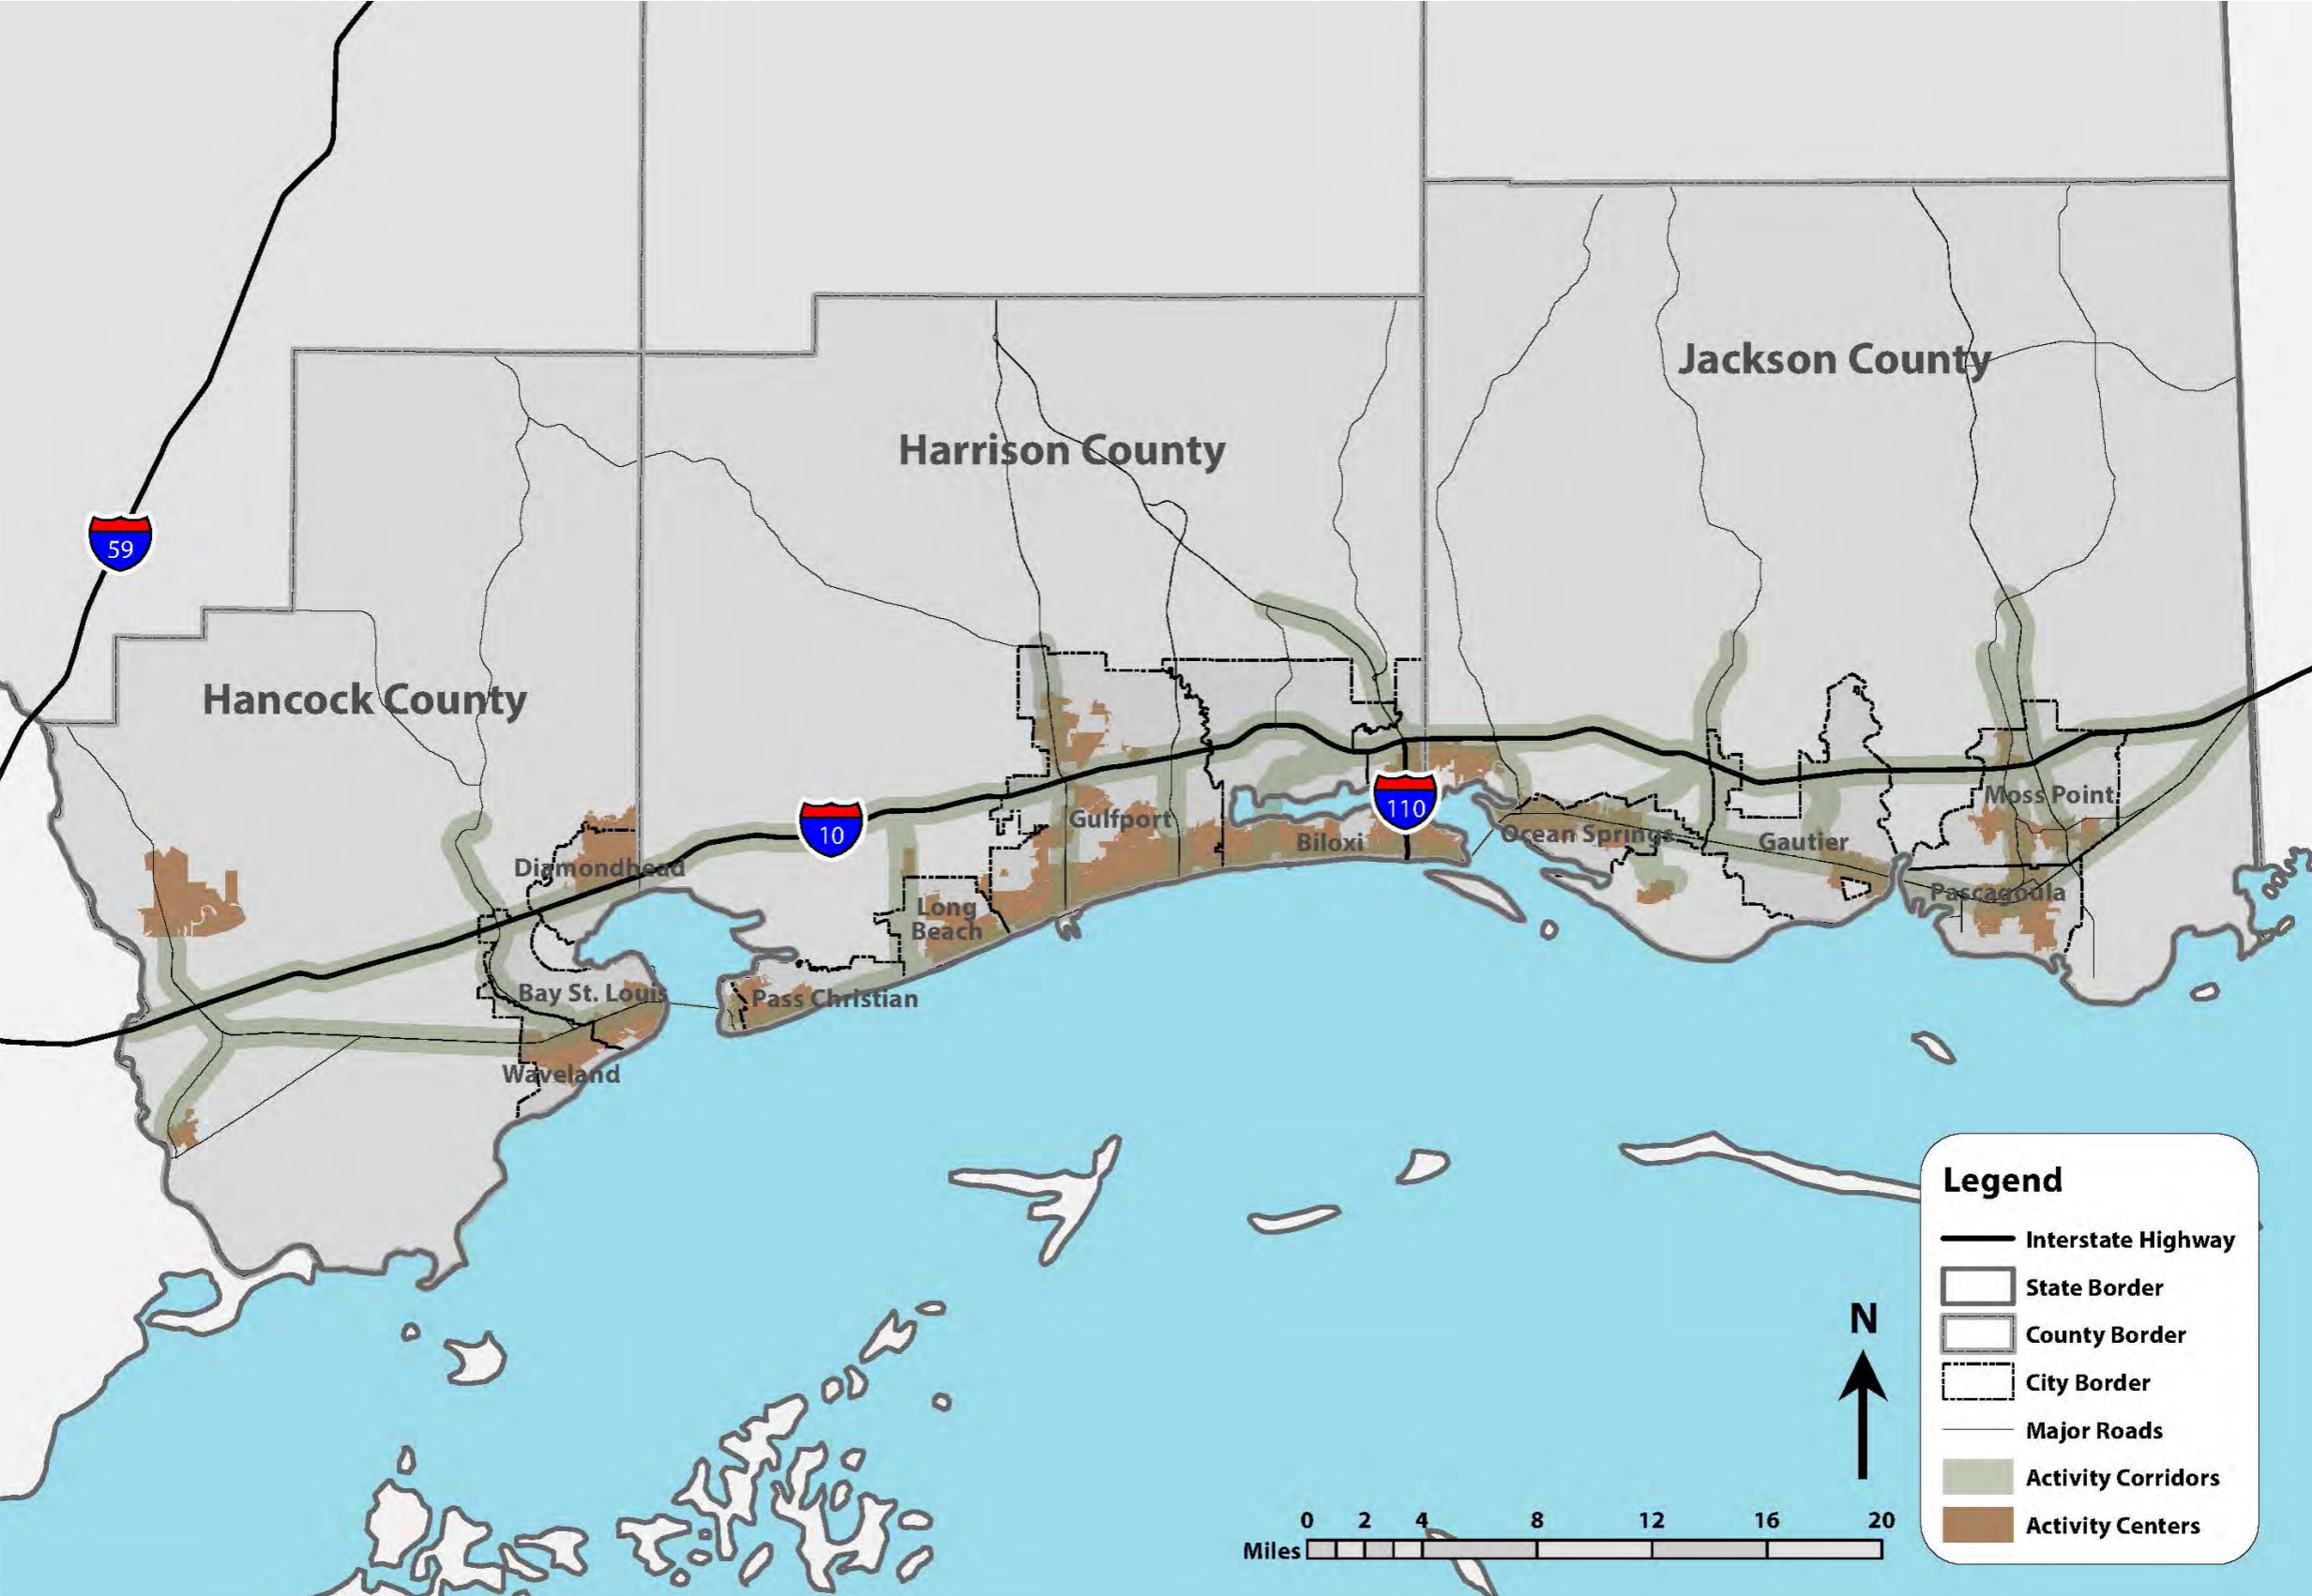 Jackson County
Harrison County
59
Hancock County
Moss Point
110
10
Gulfport
Ocean Springs
Biloxi
Gautier
Diamondhead
Pascagoula
Long
Beach
Bay St. Louis
Pass Christian
Waveland
Legend
Interstate Highway
State Border
County Border
City Border
Major Roads
Activity Corridors
Activity Centers
N
0 2 4 8 12 16 20
Miles